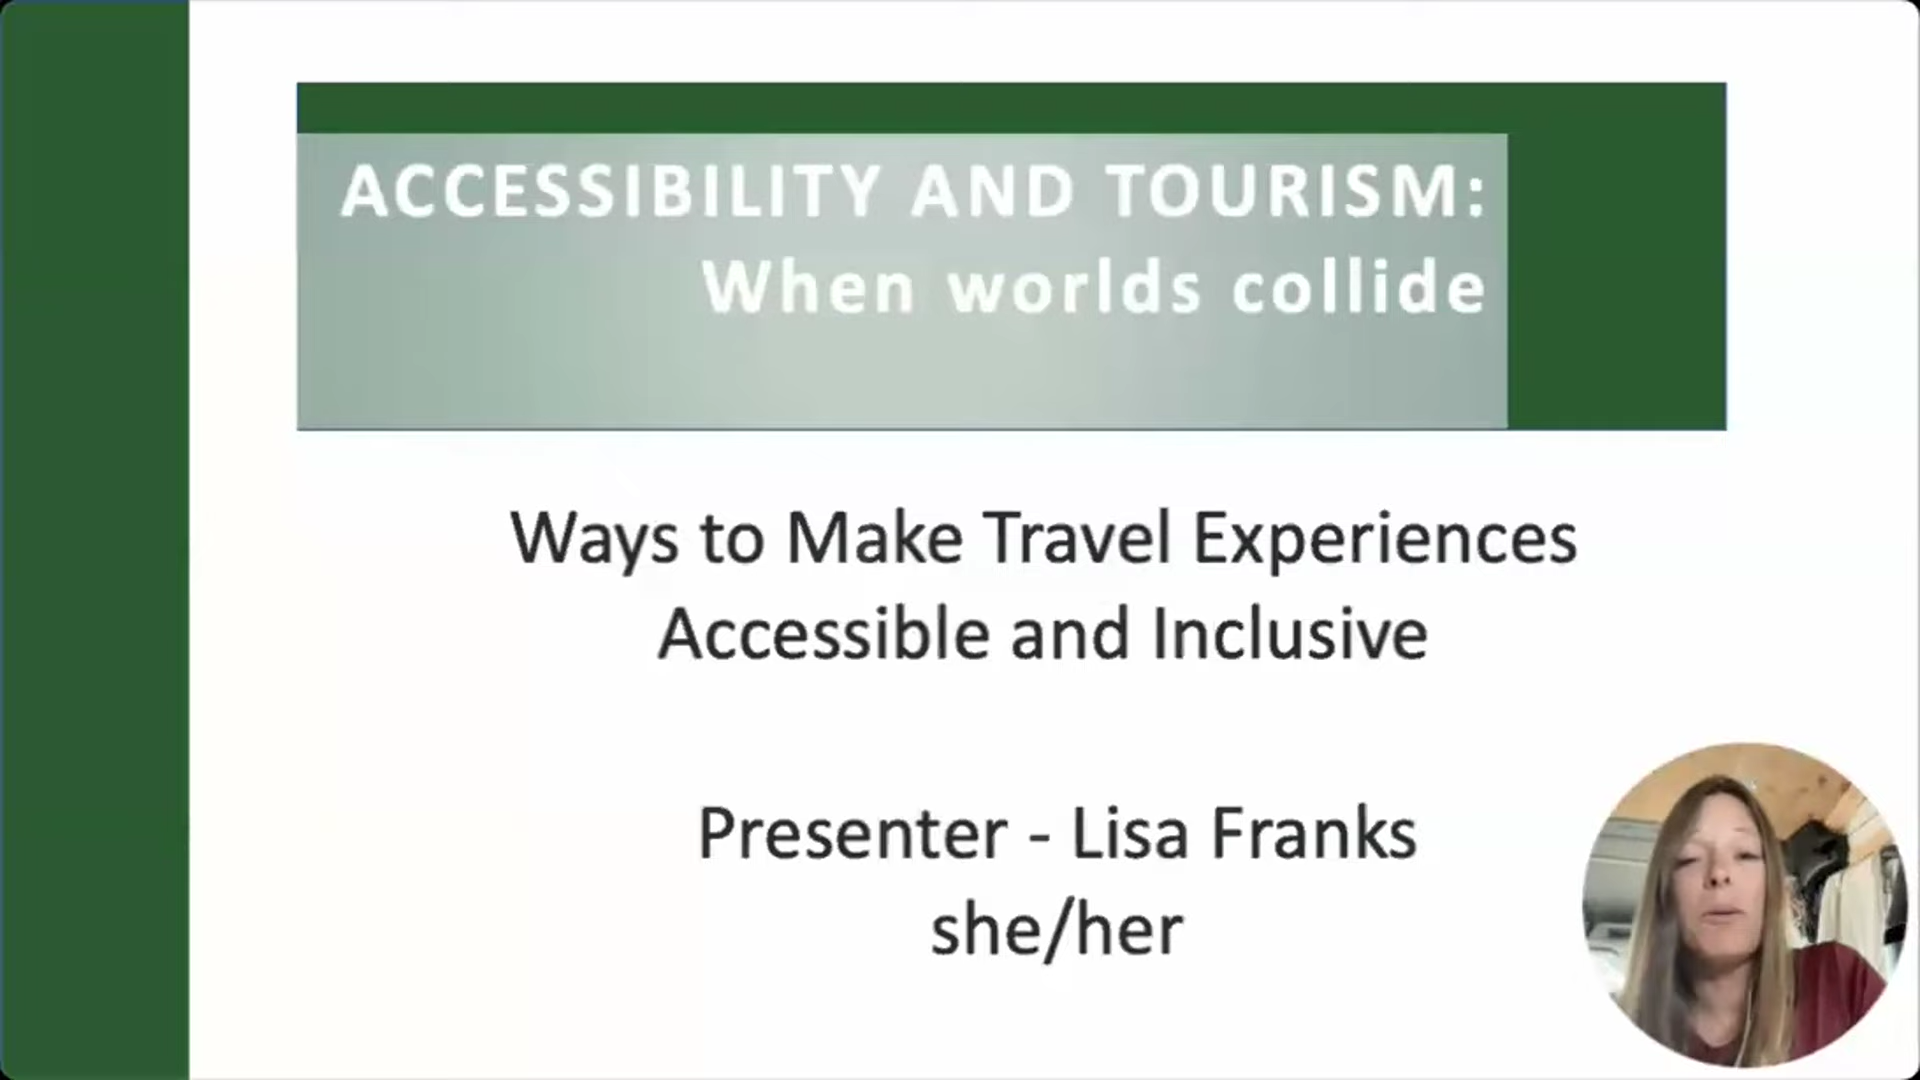 ACCESSIBILITY AND TOURISM:
When worlds collide
Ways to Make Travel Experiences
Accessible and Inclusive
Presenter - Lisa Franks
she/her